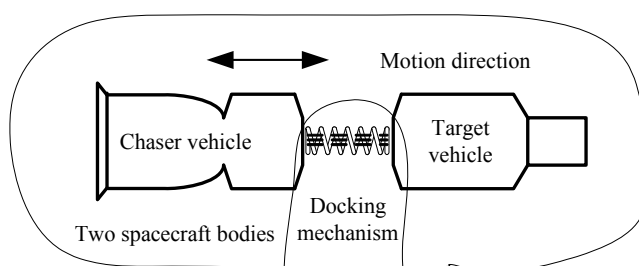 Motion direction
Chaser vehicle
Target
vehicle
Docking
mechanism
Two spacecraft bodies